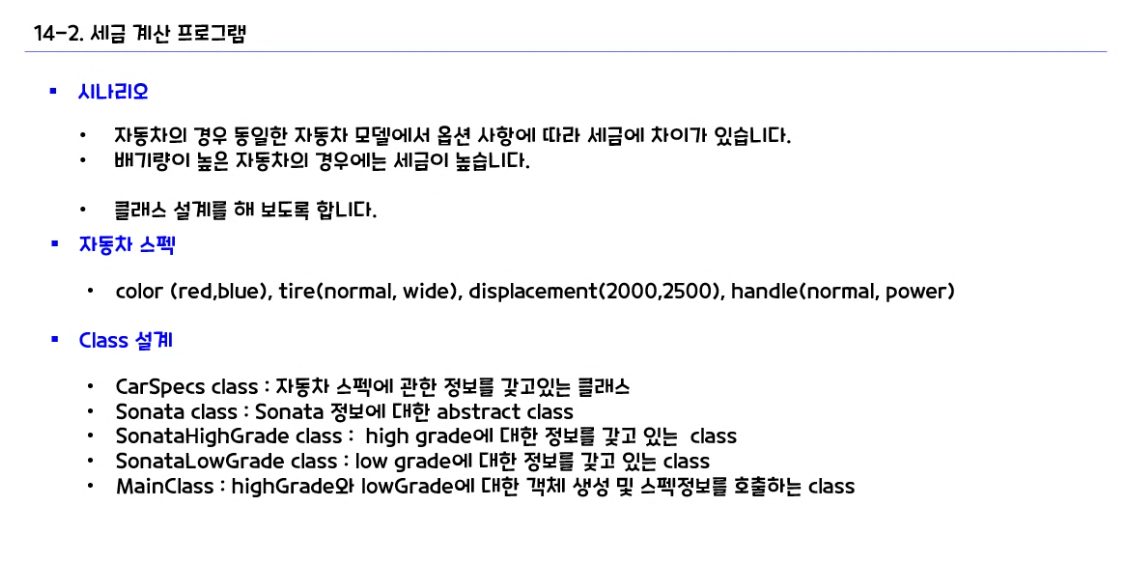 14-2. 세금 계산 프로그램
▪ 시나리오
• 자동차의 경우 동일한 자동차 모델에서 옵션 사항에 따라 세금에 차이가 있습니다.
• 배기량이 높은 자동차의 경우에는 세금이 높습니다.
• 클래스 설계를 해 보도록 합니다.
▪ 자동차 스펙
• color (red,blue), tire(normal, wide), displacement(2000,2500), handle(normal, power)
▪ Class 설계
• CarSpecs class : 자동차 스펙에 관한 정보를 갖고있는 클래스
• Sonata class : Sonata 정보에 대한 abstract class
• SonataHighGrade class :  high grade에 대한 정보를 갖고 있는  class
• SonataLowGrade class : low grade에 대한 정보를 갖고 있는 class
• MainClass : highGrade와 lowGrade에 대한 객체 생성 및 스펙정보를 호출하는 class